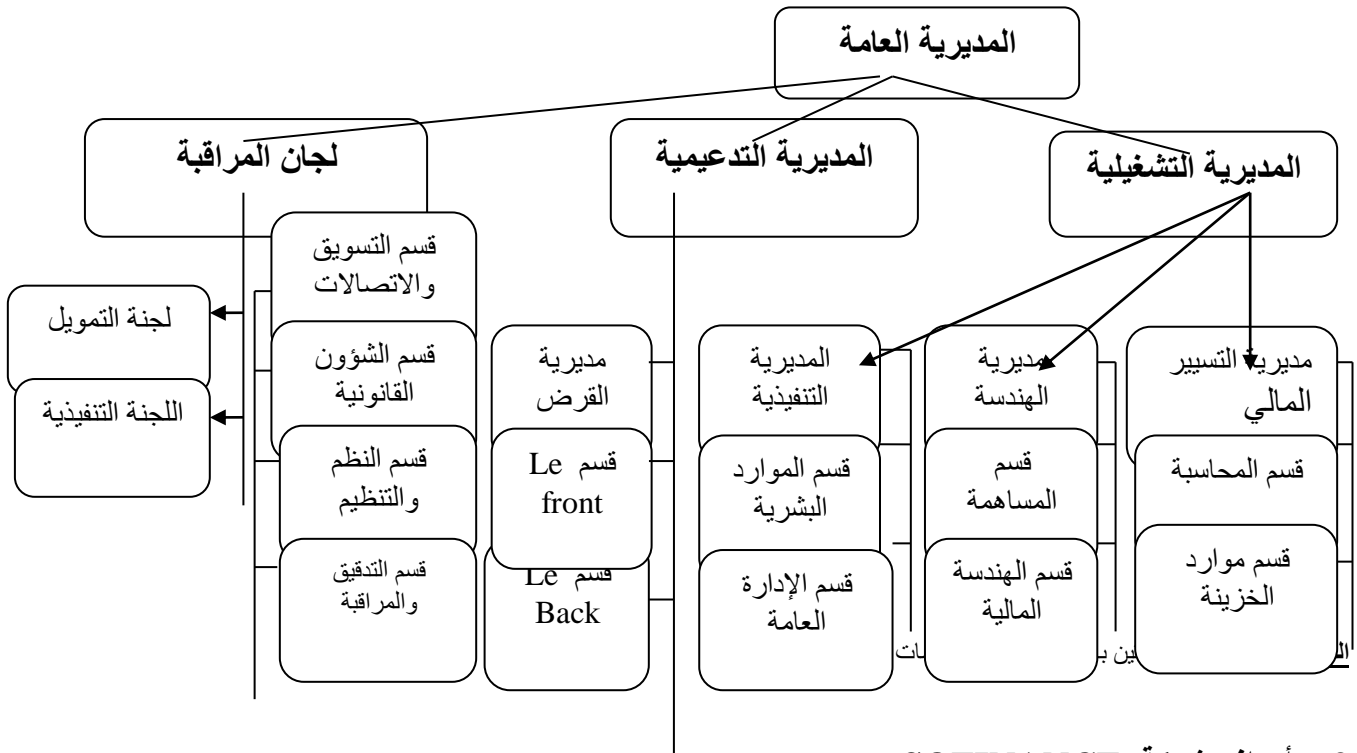 المديرية العامة
المديرية التشغيلية
المديرية التدعيمية
لجان المراقبة
مديرية التسيير
المالي
قسم المحاسبة
قسم موارد
الخزينة
مديرية
الهندسة
قسم
المساهمة
قسم الهندسة
المالية
المديرية
التنفيذية
قسم الموارد
البشرية
قسم الإدارة
العامة
مديرية
القرض
قسم Le
front
قسم Le
Back
قسم التسويق
والاتصالات
قسم الشؤون
القانونية
قسم النظم
والتنظيم
قسم التدقيق
والمراقبة
لجنة التمويل
اللجنة التنفيذية